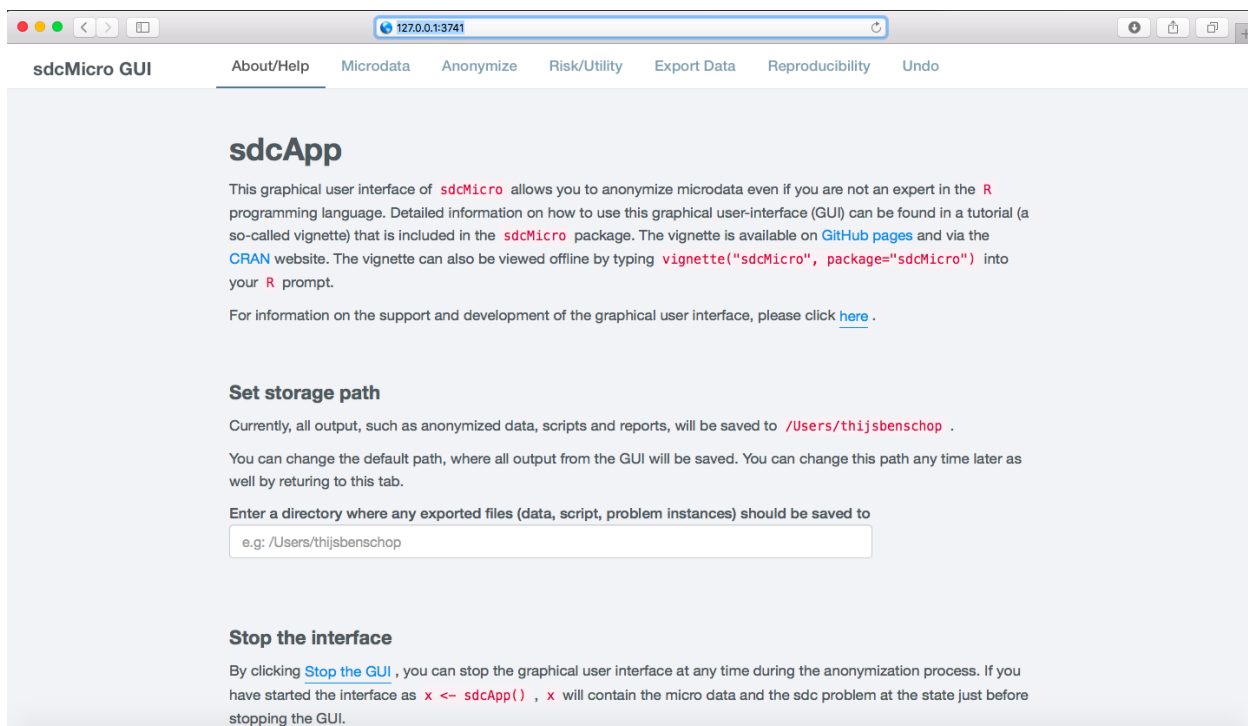 127.0.0.1:3741
sdcMicro GUI About/Help Microdata Anonymize Risk/Utility Export Data Reproducibility Undo
sdcApp
This graphical user interface of sdcMicro allows you to anonymize microdata even if you are not an expert in the R
programming language. Detailed information on how to use this graphical user-interface (GUI) can be found in a tutorial (a
so-called vignette) that is included in the sdcMicro package. The vignette is available on GitHub pages and via the
CRAN website. The vignette can also be viewed offline by typing vignette("sdcMicro", package="sdcMicro") into
your R prompt.
For information on the support and development of the graphical user interface, please click here .
Set storage path
Currently, all output, such as anonymized data, scripts and reports, will be saved to /Users/thijsbenschop .
You can change the default path, where all output from the GUI will be saved. You can change this path any time later as
well by returing to this tab.
Enter a directory where any exported files (data, script, problem instances) should be saved to
e.g: /Users/thijsbenschop
Stop the interface
By clicking Stop the GUI , you can stop the graphical user interface at any time during the anonymization process. If you
have started the interface as x <- sdcApp() , x will contain the micro data and the sdc problem at the state just before
stopping the GUI.